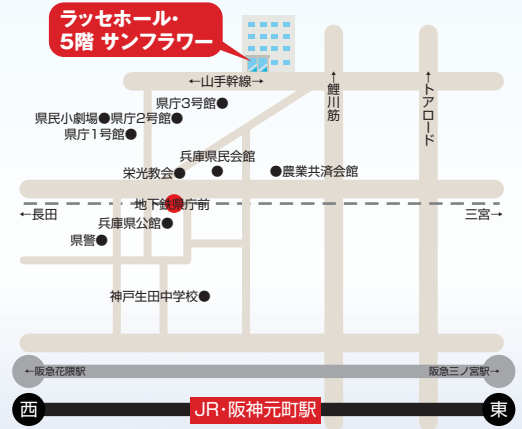 ラッセホール・
5階 サンフラワー
←山手幹線→
←鯉川筋
←トアロード
県庁3号館
県民小劇場
県庁2号館
県庁1号館
兵庫県民会館
栄光教会
農業共済会館
地下鉄県庁前
←長田
三宮→
兵庫県公館
県警
神戸生田中学校
←阪急花隈駅
阪急三ノ宮駅→
西
JR・阪神元町駅
東